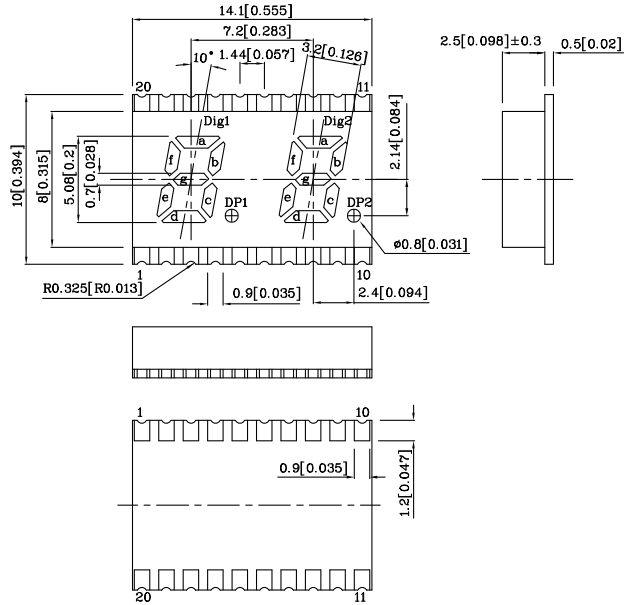 14.1[0.555]
7.2[0.283]
10° 1.44[0.057]
3.2[0.126]
2.5[0.098]±0.3
0.5[0.02]
20
11
Dig1
Dig2
a
a
f
b
f
b
g
g
e
c
e
c
d
d
DP1
DP2
10[0.394]
8[0.315]
5.08[0.2]
0.7[0.028]
2.14[0.084]
ø0.8[0.031]
1
10
R0.325[R0.013]
0.9[0.035]
2.4[0.094]
1
10
0.9[0.035]
1.2[0.047]
20
11